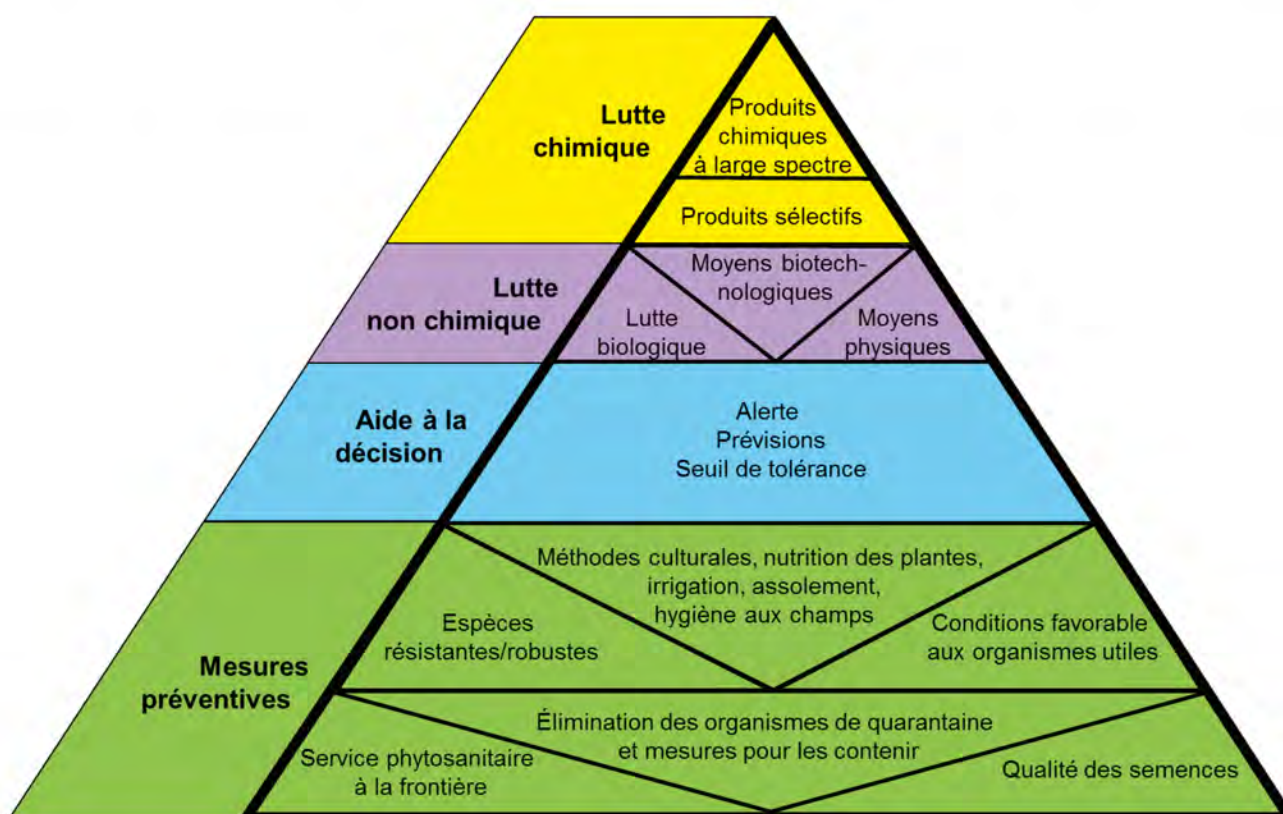 Lutte
chimique
Produits
chimiques
à large spectre
Produits sélectifs
Lutte
non chimique
Moyens biotech-
nologiques
Lutte
biologique
Moyens
physiques
Aide à la
décision
Alerte
Prévisions
Seuil de tolérance
Mesures
préventives
Méthodes culturales, nutrition des plantes,
irrigation, assolement,
hygiène aux champs
Espèces
résistantes/robustes
Conditions favorable
aux organismes utiles
Élimination des organismes de quarantaine
et mesures pour les contenir
Service phytosanitaire
à la frontière
Qualité des semences